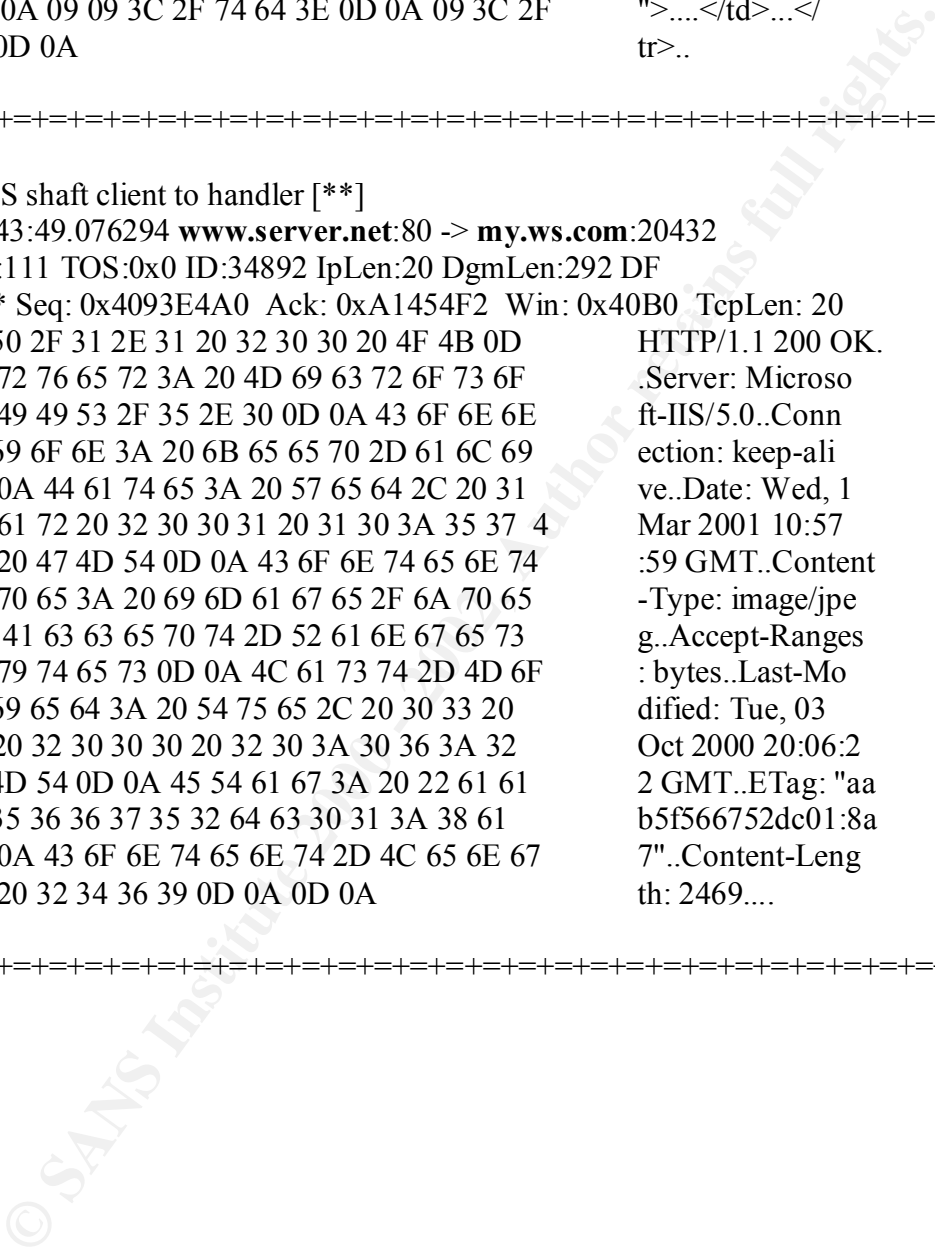 0A 09 09 3C 2F 74 64 3E 0D 0A 09 3C 2F ">....</td>...</
0D 0A tr>..
+=+=+=+=+=+=+=+=+=+=+=+=+=+=+=+=+=+=+=+=+=+=+=+=+=+=
S shaft client to handler [**]
43:49.076294 www.server.net:80 -> my.ws.com:20432
:111 TOS:0x0 ID:34892 IpLen:20 DgmLen:292 DF
* Seq: 0x4093E4A0 Ack: 0xA1454F2 Win: 0x40B0 TcpLen: 20
50 2F 31 2E 31 20 32 30 30 20 4F 4B 0D HTTP/1.1 200 OK.
72 76 65 72 3A 20 4D 69 63 72 6F 73 6F .Server: Microso
49 49 53 2F 35 2E 30 0D 0A 43 6F 6E 6E ft-IIS/5.0..Conn
69 6F 6E 3A 20 6B 65 65 70 2D 61 6C 69 ection: keep-ali
0A 44 61 74 65 3A 20 57 65 64 2C 20 31 ve..Date: Wed, 1
61 72 20 32 30 30 31 20 31 30 3A 35 37 4 Mar 2001 10:57
20 47 4D 54 0D 0A 43 6F 6E 74 65 6E 74 :59 GMT..Content
70 65 3A 20 69 6D 61 67 65 2F 6A 70 65 -Type: image/jpe
41 63 63 65 70 74 2D 52 61 6E 67 65 73 g..Accept-Ranges
79 74 65 73 0D 0A 4C 61 73 74 2D 4D 6F : bytes..Last-Mo
69 65 64 3A 20 54 75 65 2C 20 30 33 20 dified: Tue, 03
20 32 30 30 30 20 32 30 3A 30 36 3A 32 Oct 2000 20:06:2
4D 54 0D 0A 45 54 61 67 3A 20 22 61 61 2 GMT..ETag: "aa
35 36 36 37 35 32 64 63 30 31 3A 38 61 b5f566752dc01:8a
0A 43 6F 6E 74 65 6E 74 2D 4C 65 6E 67 7"..Content-Leng
20 32 34 36 39 0D 0A 0D 0A th: 2469....
+=+=+=+=+=+=+=+=+=+=+=+=+=+=+=+=+=+=+=+=+=+=+=+=+=+=
© SANS Institute 2000 - 2002, Author retains full rights.